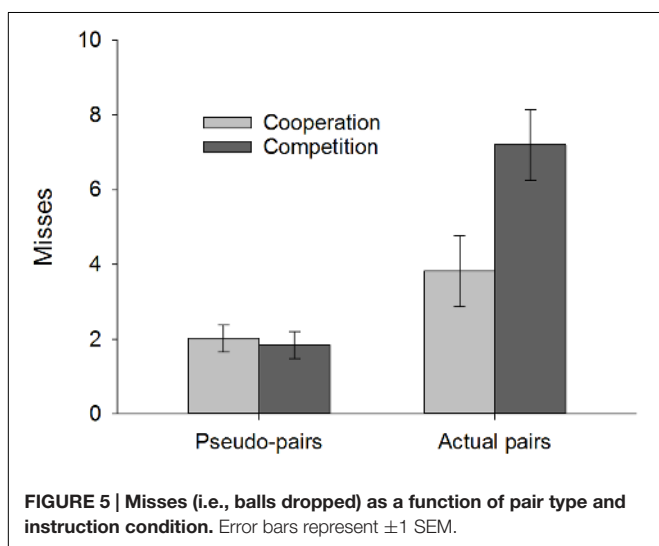 10
8
6
4
2
0
Misses
Cooperation
Competition
Pseudo-pairs
Actual pairs
FIGURE 5 | Misses (i.e., balls dropped) as a function of pair type and
instruction condition. Error bars represent ±1 SEM.